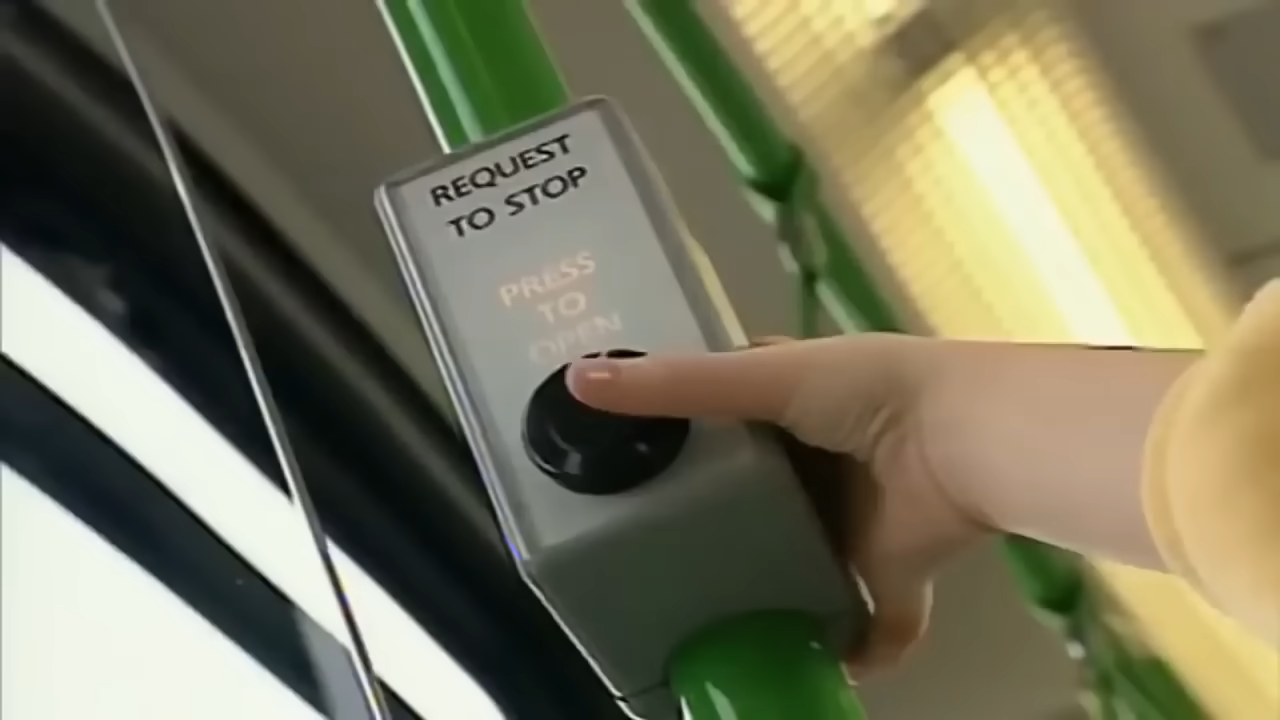 REQUEST
TO STOP
PRESS
TO
OPEN